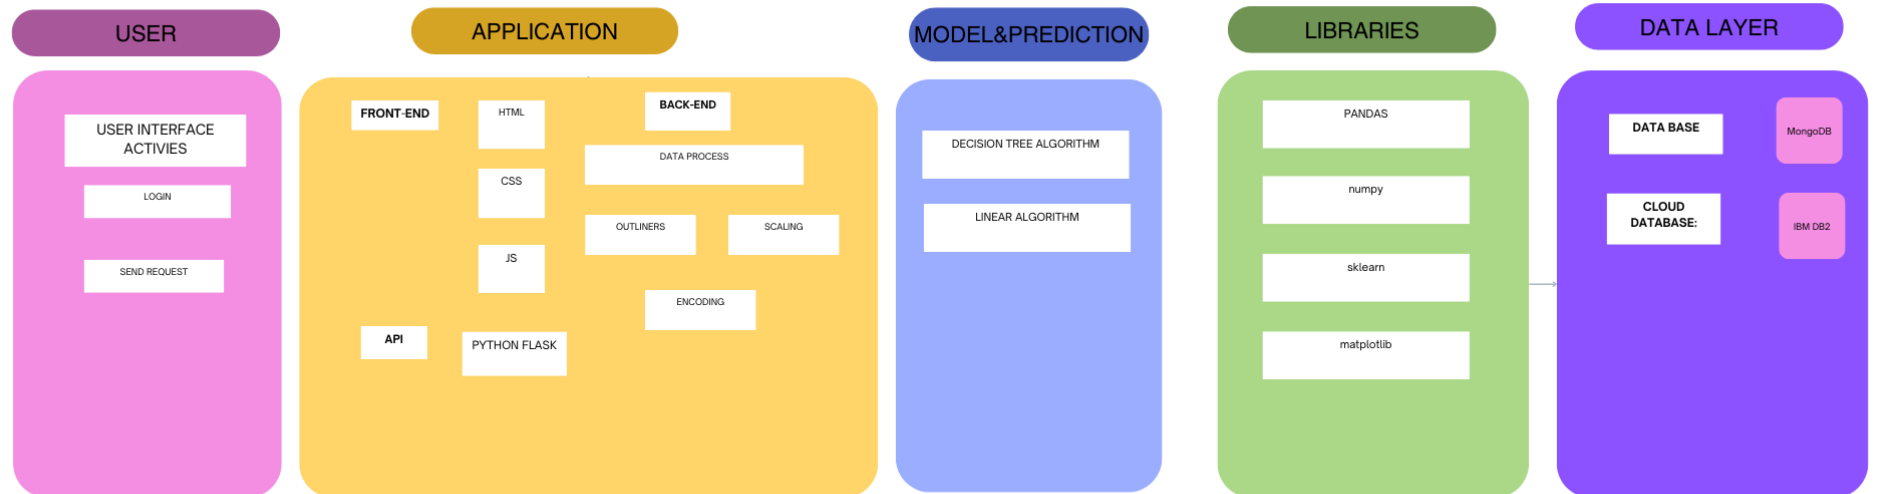 USER
USER INTERFACE
ACTIVIES
LOGIN
SEND REQUEST
APPLICATION
FRONT-END
HTML
CSS
JS
API
PYTHON FLASK
BACK-END
DATA PROCESS
OUTLINERS
SCALING
ENCODING
MODEL&PREDICTION
DECISION TREE ALGORITHM
LINEAR ALGORITHM
LIBRARIES
PANDAS
numpy
sklearn
matplotlib
DATA LAYER
DATA BASE
MongoDB
CLOUD
DATABASE:
IBM DB2